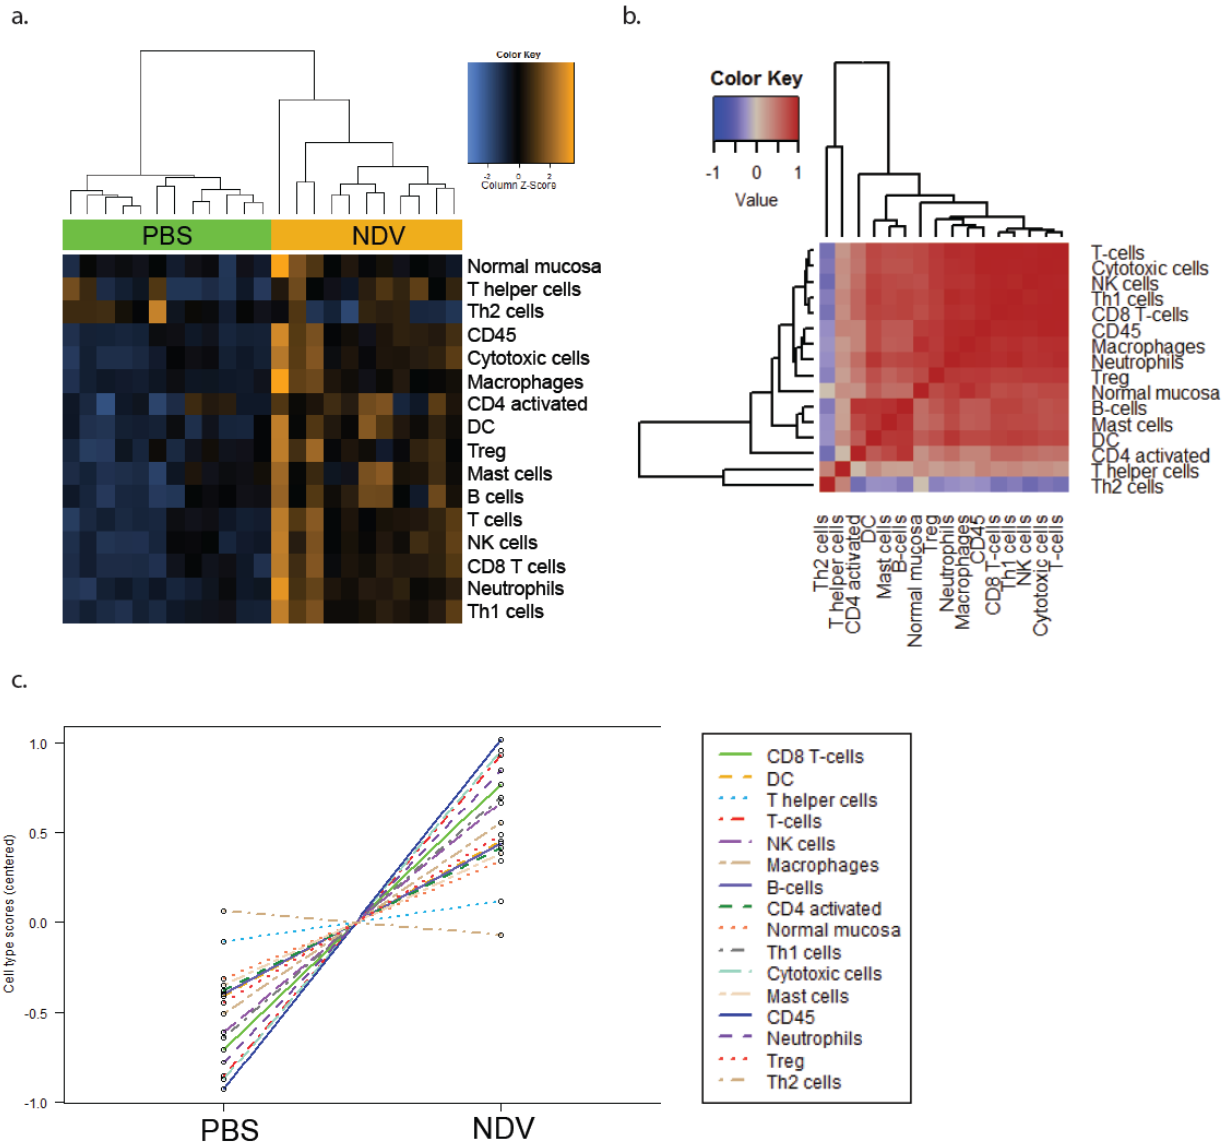 a.
Color Key
-2 0 2
Column Z-Score
PBS NDV
Normal mucosa
T helper cells
Th2 cells
CD45
Cytotoxic cells
Macrophages
CD4 activated
DC
Treg
Mast cells
B cells
T cells
NK cells
CD8 T cells
Neutrophils
Th1 cells
b.
Color Key
-1 0 1
Value
T-cells
Cytotoxic cells
NK cells
Th1 cells
CD8 T-cells
CD45
Macrophages
Neutrophils
Treg
Normal mucosa
B-cells
Mast cells
DC
CD4 activated
T helper cells
Th2 cells
Th2 cells
T helper cells
CD4 activated
DC
Mast cells
B-cells
Normal mucosa
Treg
Neutrophils
Macrophages
CD45
CD8 T-cells
Th1 cells
NK cells
Cytotoxic cells
T-cells
c.
Cell type scores (centered)
1.0
0.5
0.0
-0.5
-1.0
PBS NDV
CD8 T-cells
DC
T helper cells
T-cells
NK cells
Macrophages
B-cells
CD4 activated
Normal mucosa
Th1 cells
Cytotoxic cells
Mast cells
CD45
Neutrophils
Treg
Th2 cells